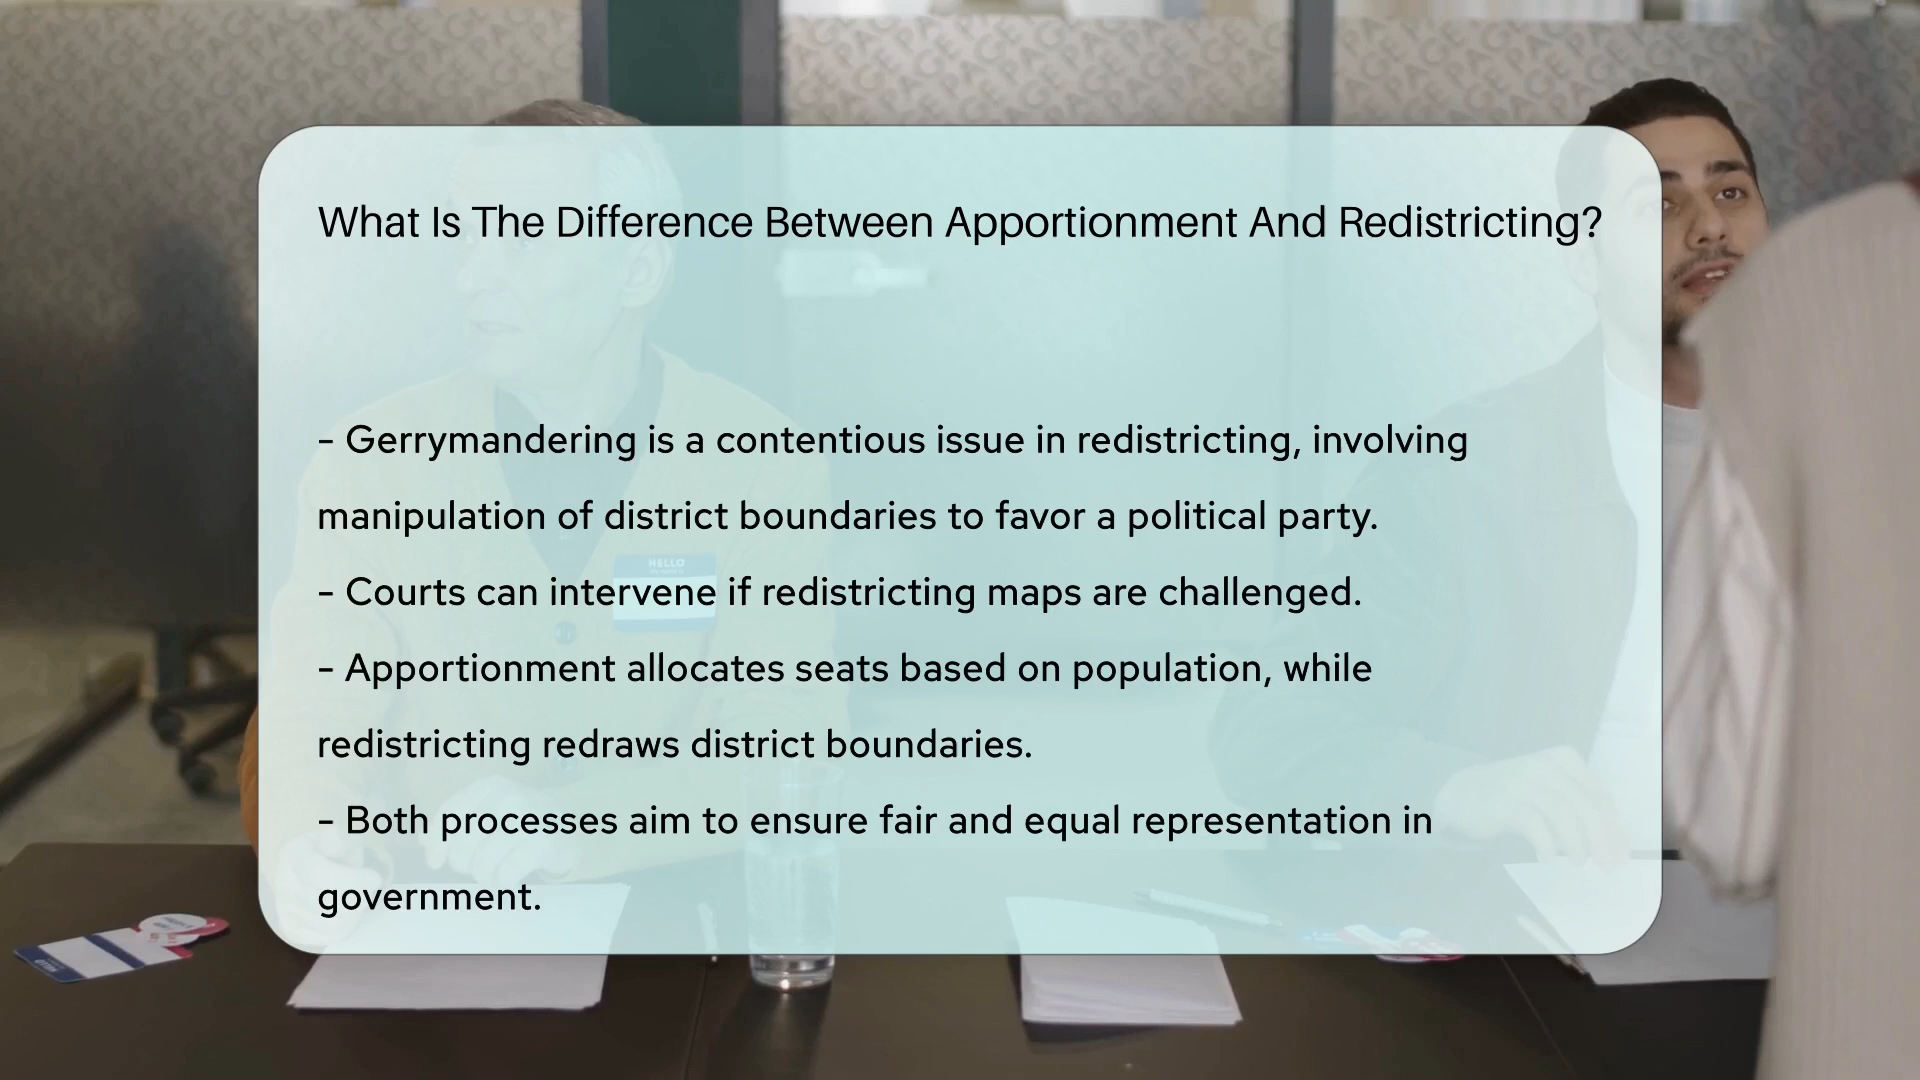 What Is The Difference Between Apportionment And Redistricting?
– Gerrymandering is a contentious issue in redistricting, involving
manipulation of district boundaries to favor a political party.
– Courts can intervene if redistricting maps are challenged.
– Apportionment allocates seats based on population, while
redistricting redraws district boundaries.
– Both processes aim to ensure fair and equal representation in
government.
HELLO